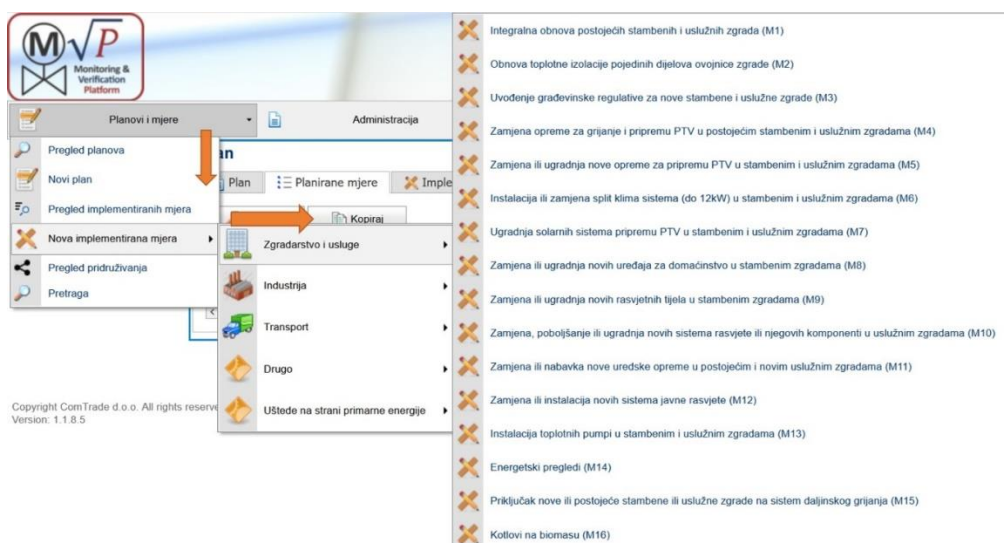 M√P
Monitoring &
Verification
Platform
Planovi i mjere
Administracija
Pregled planova
Novi plan
Pregled implementiranih mjera
Nova implementirana mjera
Pregled pridruživanja
Pretraga
an
Plan
Planirane mjere
Imple
Kopiraj
Zgradarstvo i usluge
Industrija
Transport
Drugo
Uštede na strani primarne energije
Copyright ComTrade d.o.o. All rights reserve
Version: 1.1.8.5
Integralna obnova postojećih stambenih i uslužnih zgrada (M1)
Obnova toplotne izolacije pojedinih dijelova ovojnice zgrade (M2)
Uvođenje građevinske regulative za nove stambene i uslužne zgrade (M3)
Zamjena opreme za grijanje i pripremu PTV u postojećim stambenim i uslužnim zgradama (M4)
Zamjena ili ugradnja nove opreme za pripremu PTV u stambenim i uslužnim zgradama (M5)
Instalacija ili zamjena split klima sistema (do 12kW) u stambenim i uslužnim zgradama (M6)
Ugradnja solarnih sistema pripremu PTV u stambenim i uslužnim zgradama (M7)
Zamjena ili ugradnja novih uređaja za domaćinstvo u stambenim zgradama (M8)
Zamjena ili ugradnja novih rasvjetnih tijela u stambenim zgradama (M9)
Zamjena, poboljšanje ili ugradnja novih sistema rasvjete ili njegovih komponenti u uslužnim zgradama (M10)
Zamjena ili nabavka nove uredske opreme u postojećim i novim uslužnim zgradama (M11)
Zamjena ili instalacija novih sistema javne rasvjete (M12)
Instalacija toplotnih pumpi u stambenim i uslužnim zgradama (M13)
Energetski pregledi (M14)
Priključak nove ili postojeće stambene ili uslužne zgrade na sistem daljinskog grijanja (M15)
Kotlovi na biomasu (M16)